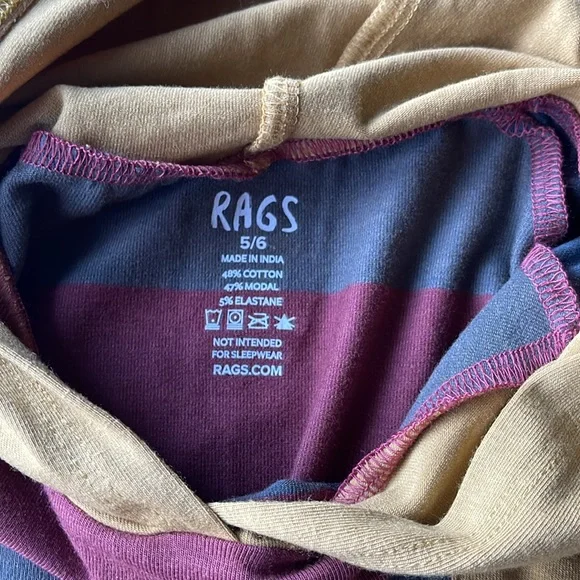 RAGS
5/6
MADE IN INDIA
48% COTTON
47% MODAL
5% ELASTANE
NOT INTENDED
FOR SLEEPWEAR
RAGS.COM